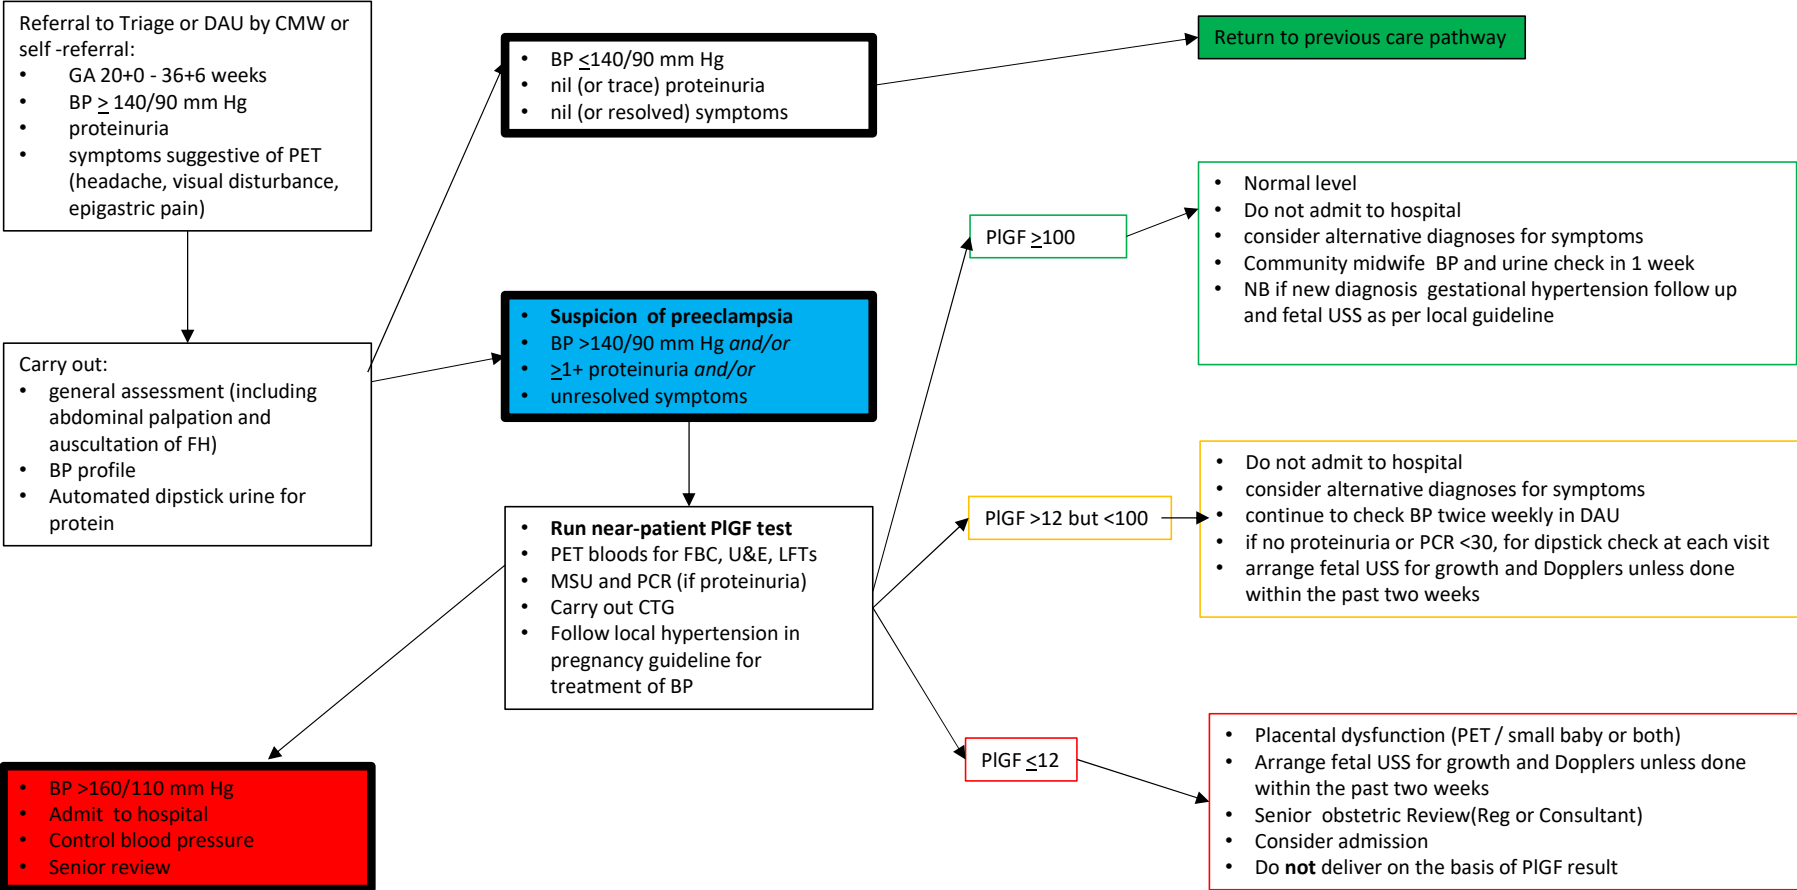 Referral to Triage or DAU by CMW or
self -referral:
• GA 20+0 - 36+6 weeks
• BP ≥ 140/90 mm Hg
• proteinuria
• symptoms suggestive of PET
(headache, visual disturbance,
epigastric pain)
Carry out:
• general assessment (including
abdominal palpation and
auscultation of FH)
• BP profile
• Automated dipstick urine for
protein
• BP ≤140/90 mm Hg
• nil (or trace) proteinuria
• nil (or resolved) symptoms
Return to previous care pathway
• Suspicion of preeclampsia
• BP >140/90 mm Hg and/or
• ≥1+ proteinuria and/or
• unresolved symptoms
• Run near-patient PlGF test
• PET bloods for FBC, U&E, LFTs
• MSU and PCR (if proteinuria)
• Carry out CTG
• Follow local hypertension in
pregnancy guideline for
treatment of BP
• BP >160/110 mm Hg
• Admit to hospital
• Control blood pressure
• Senior review
PlGF ≥100
• Normal level
• Do not admit to hospital
• consider alternative diagnoses for symptoms
• Community midwife BP and urine check in 1 week
• NB if new diagnosis gestational hypertension follow up
and fetal USS as per local guideline
PlGF >12 but <100
• Do not admit to hospital
• consider alternative diagnoses for symptoms
• continue to check BP twice weekly in DAU
• if no proteinuria or PCR <30, for dipstick check at each visit
• arrange fetal USS for growth and Dopplers unless done
within the past two weeks
PlGF ≤12
• Placental dysfunction (PET / small baby or both)
• Arrange fetal USS for growth and Dopplers unless done
within the past two weeks
• Senior obstetric Review(Reg or Consultant)
• Consider admission
• Do not deliver on the basis of PlGF result